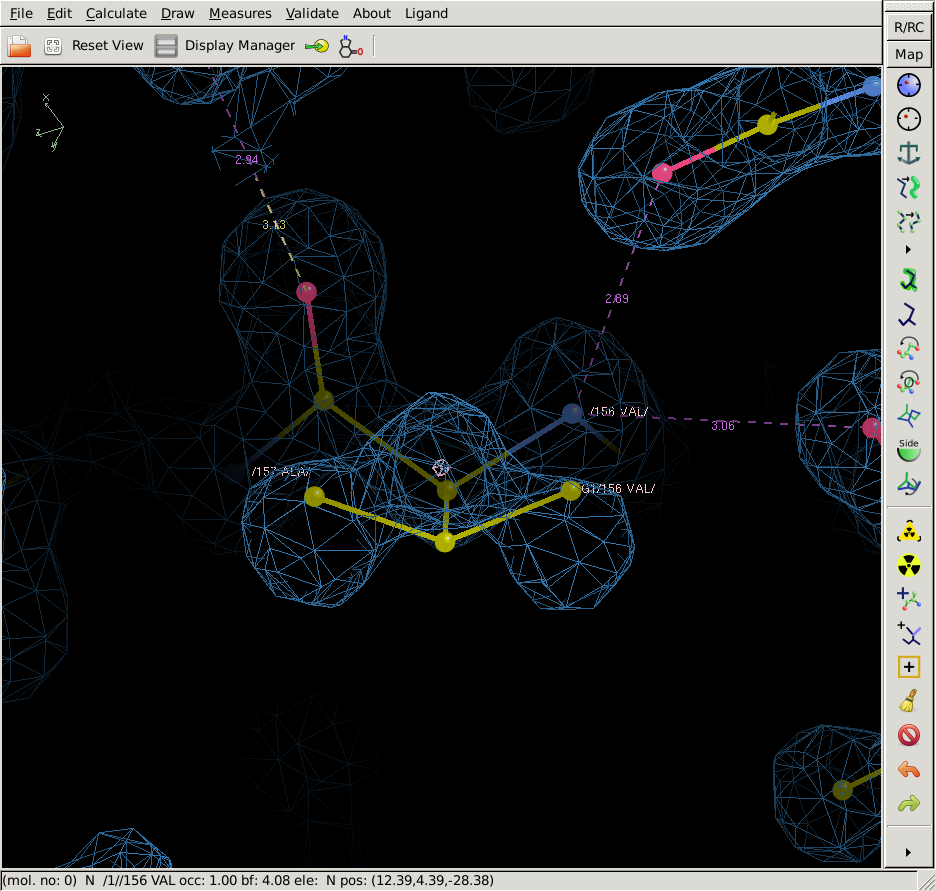 File Edit Calculate Draw Measures Validate About Ligand
R/RC
Reset View Display Manager
Map
x
z
y
2.94
3.13
2.89
/156 VAL/
3.06
Side
/157 ALA/
G1/156 VAL/
(mol. no: 0) N /1//156 VAL occ: 1.00 bf: 4.08 ele: N pos: (12.39,4.39,-28.38)